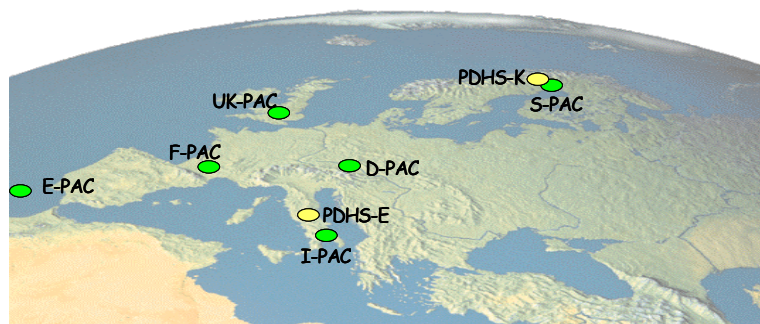 PDHS-K
S-PAC
UK-PAC
F-PAC
D-PAC
E-PAC
PDHS-E
I-PAC